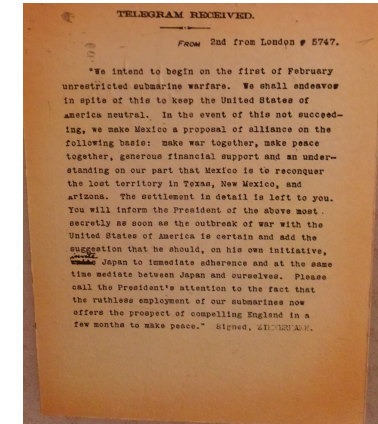 TELEGRAM RECEIVED.
FROM 2nd from London # 5747.
"We intend to begin on the first of February
unrestricted submarine warfare. We shall endeavor
in spite of this to keep the United States of
America neutral. In the event of this not succeed-
ing, we make Mexico a proposal of alliance on the
following basis: make war together, make peace
together, generous financial support and an under-
standing on our part that Mexico is to reconquer
the lost territory in Texas, New Mexico, and
Arizona. The settlement in detail is left to you.
You will inform the President of the above most
secretly as soon as the outbreak of war with the
United States of America is certain and add the
suggestion that he should, on his own initiative,
invite
Japan to immediate adherence and at the same
time mediate between Japan and ourselves. Please
call the President's attention to the fact that
the ruthless employment of our submarines now
offers the prospect of compelling England in a
few months to make peace." Signed, ZIMMERMANN.